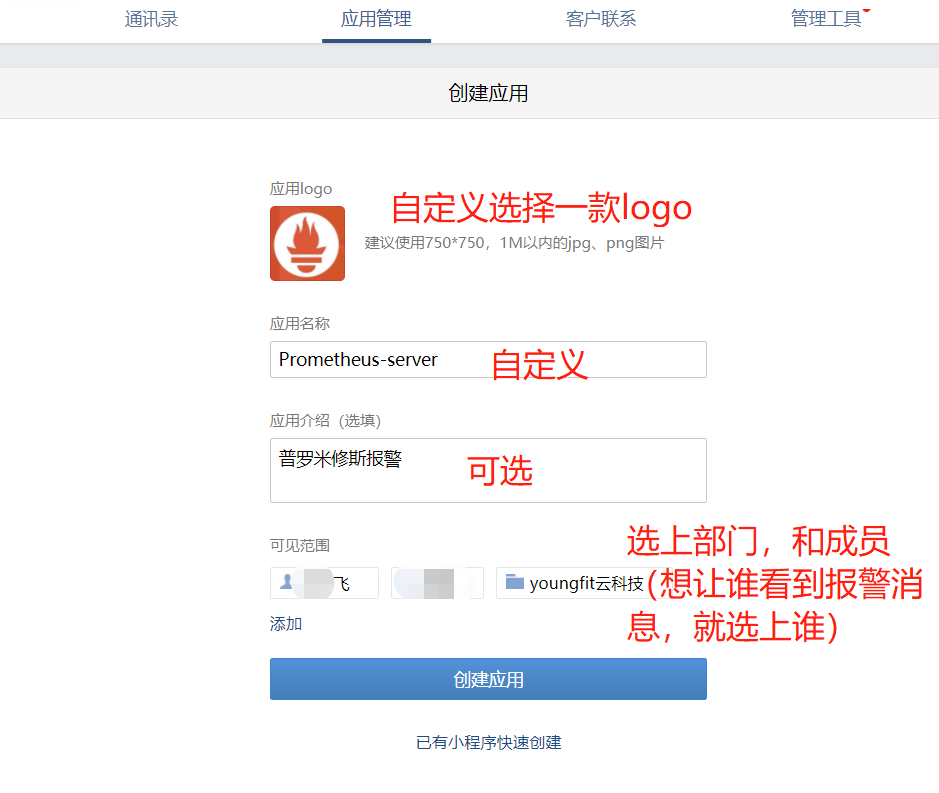 通讯录
应用管理
客户联系
管理工具
创建应用
应用logo
自定义选择一款logo
建议使用750*750，1M以内的jpg、png图片
应用名称
Prometheus-server
自定义
应用介绍（选填）
普罗米修斯报警
可选
可见范围
选上部门，和成员
飞
youngfit云科技
(想让谁看到报警消
息，就选上谁）
添加
创建应用
已有小程序快速创建